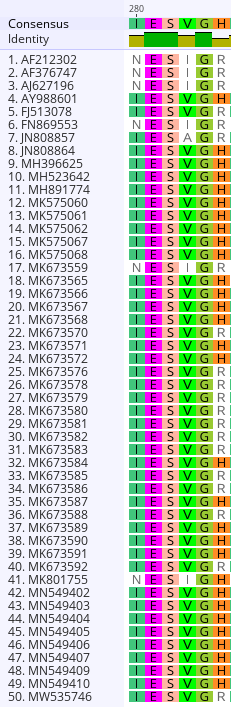 280
Consensus I E S V G H
Identity
1. AF212302 N E S I G R
2. AF376747 N E S I G R
3. AJ627196 N E S I G R
4. AY988601 I E S V G H
5. FJ513078 I E S V G R
6. FN869553 N E S I G R
7. JN808857 I E S A G R
8. JN808864 I E S V G H
9. MH396625 I E S V G H
10. MH523642 I E S V G H
11. MH891774 I E S V G H
12. MK575060 I E S V G H
13. MK575061 I E S V G H
14. MK575062 I E S V G H
15. MK575067 I E S V G H
16. MK575068 I E S V G H
17. MK673559 N E S I G R
18. MK673565 I E S V G H
19. MK673566 I E S V G H
20. MK673567 I E S V G H
21. MK673568 I E S V G H
22. MK673570 I E S V G R
23. MK673571 I E S V G H
24. MK673572 I E S V G H
25. MK673576 I E S V G R
26. MK673578 I E S V G R
27. MK673579 I E S V G R
28. MK673580 I E S V G R
29. MK673581 I E S V G R
30. MK673582 I E S V G R
31. MK673583 I E S V G R
32. MK673584 I E S V G H
33. MK673585 I E S V G R
34. MK673586 I E S V G R
35. MK673587 I E S V G H
36. MK673588 I E S V G R
37. MK673589 I E S V G H
38. MK673590 I E S V G H
39. MK673591 I E S V G H
40. MK673592 I E S V G R
41. MK801755 N E S I G H
42. MN549402 I E S V G H
43. MN549403 I E S V G H
44. MN549404 I E S V G H
45. MN549405 I E S V G H
46. MN549406 I E S V G H
47. MN549407 I E S V G H
48. MN549409 I E S V G H
49. MN549410 I E S V G H
50. MW535746 I E S V G R